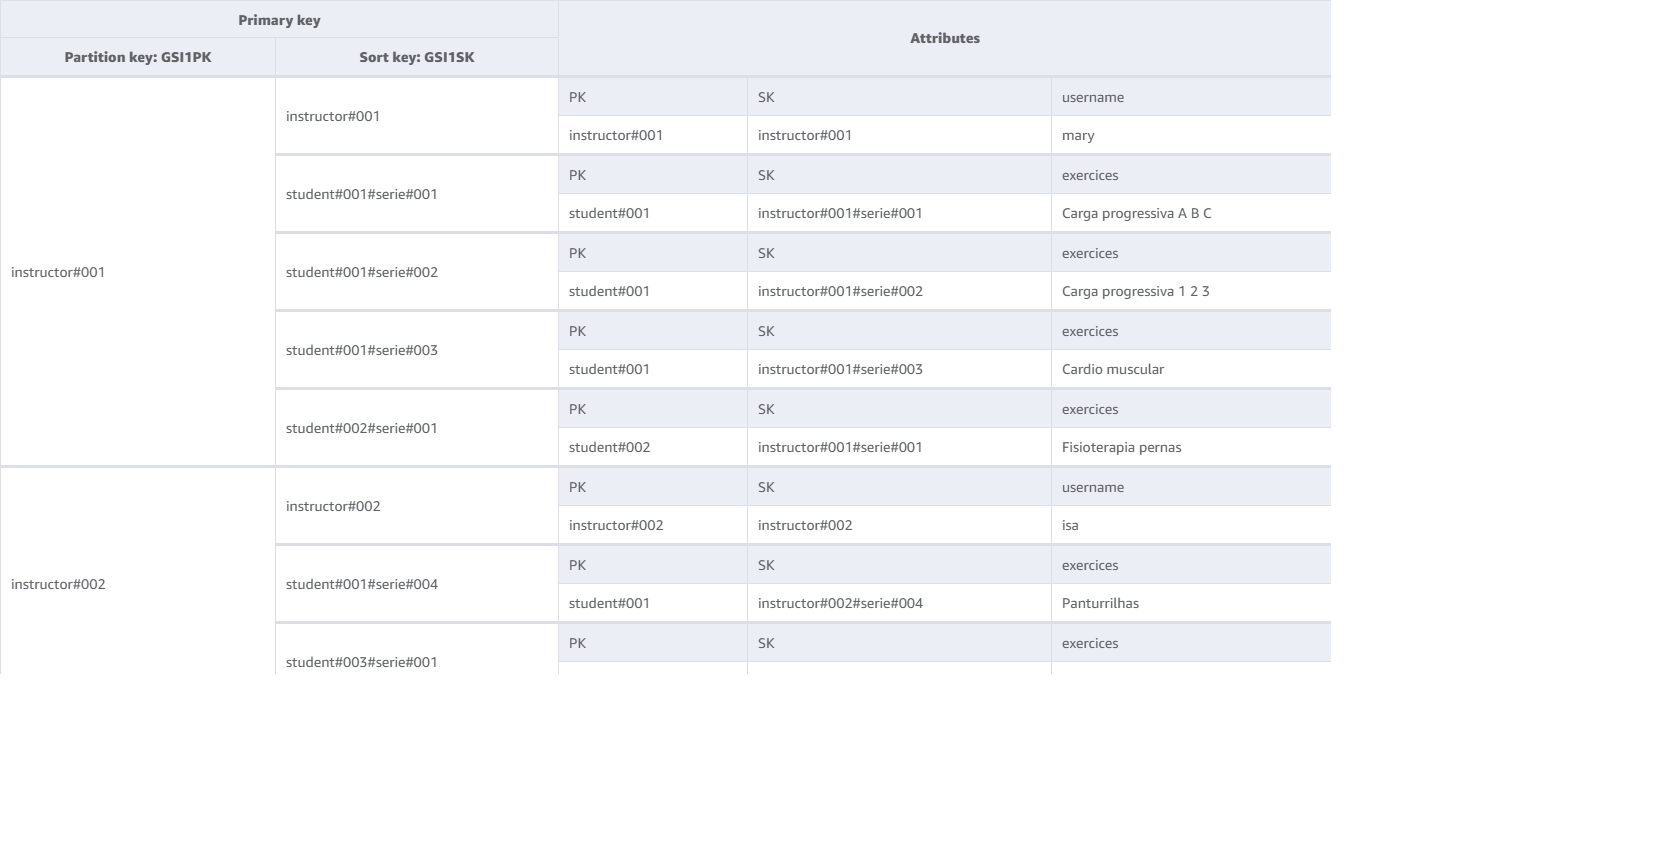 Primary key
Attributes
Partition key: GSI1PK
Sort key: GSI1SK
instructor#001
instructor#001
PK SK username
instructor#001 instructor#001 mary
student#001#serie#001
PK SK exercices
student#001 instructor#001#serie#001 Carga progressiva A B C
student#001#serie#002
PK SK exercices
student#001 instructor#001#serie#002 Carga progressiva 1 2 3
student#001#serie#003
PK SK exercices
student#001 instructor#001#serie#003 Cardio muscular
student#002#serie#001
PK SK exercices
student#002 instructor#001#serie#001 Fisioterapia pernas
instructor#002
instructor#002
PK SK username
instructor#002 instructor#002 isa
student#001#serie#004
PK SK exercices
student#001 instructor#002#serie#004 Panturrilhas
student#003#serie#001
PK SK exercices